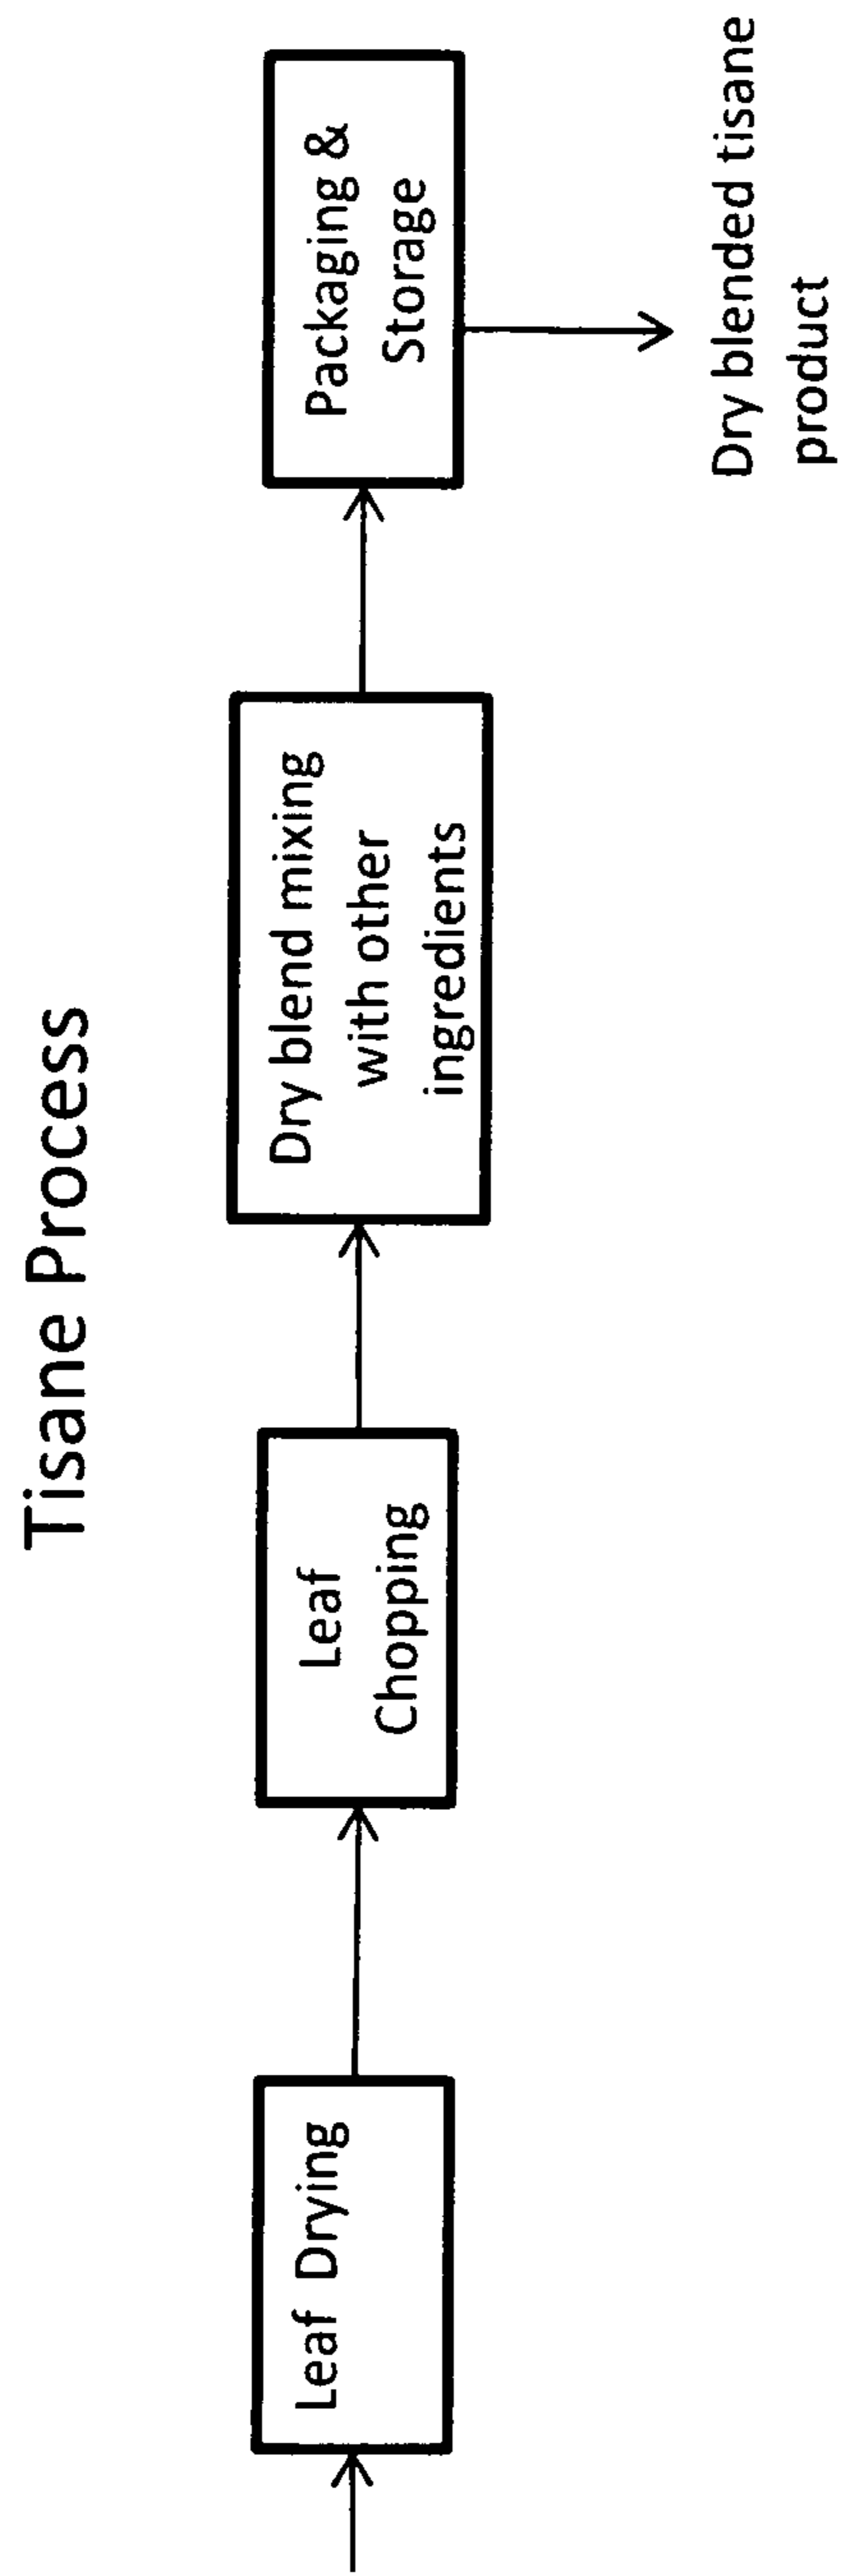 Tisane Process
Leaf Drying
Leaf
Chopping
Dry blend mixing
with other
ingredients
Packaging &
Storage
Dry blended tisane
product